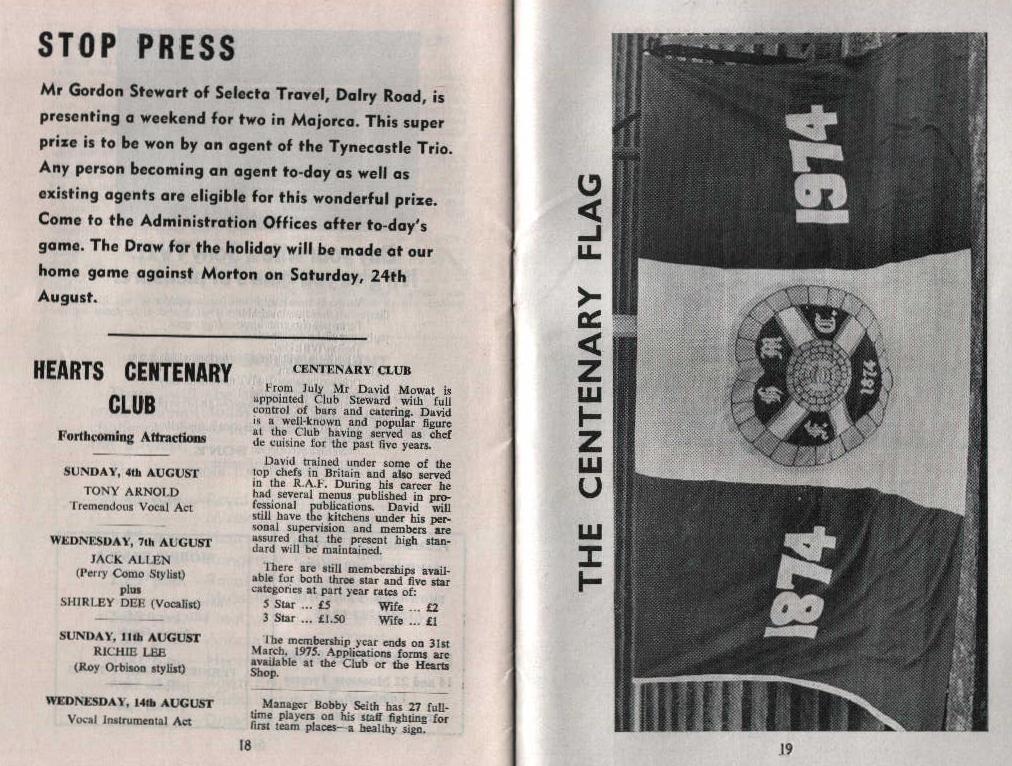 STOP PRESS
Mr Gordon Stewart of Selecta Travel, Dalry Road, is
presenting a weekend for two in Majorca. This super
prize is to be won by an agent of the Tynecastle Trio.
Any person becoming an agent to-day as well as
existing agents are eligible for this wonderful prize.
Come to the Administration Offices after to-day's
game. The Draw for the holiday will be made at our
home game against Morton on Saturday, 24th
August.
HEARTS CENTENARY
CLUB
Forthcoming Attractions
SUNDAY, 4th AUGUST
TONY ARNOLD
Tremendous Vocal Act
WEDNESDAY, 7th AUGUST
JACK ALLEN
(Perry Como Stylist)
plus
SHIRLEY DEE (Vocalist)
SUNDAY, 11th AUGUST
RICHIE LEE
(Roy Orbison stylist)
WEDNESDAY, 14th AUGUST
Vocal Instrumental Act
CENTENARY CLUB
From July Mr David Mowat is
appointed Club Steward with full
control of bars and catering. David
is a well-known and popular figure
at the Club having served as chef
de cuisine for the past five years.
David trained under some of the
top chefs in Britain and also served
in the R.A.F. During his career he
had several menus published in pro-
fessional publications. David will
still have the kitchens under his per-
sonal supervision and members are
assured that the present high stan-
dard will be maintained.
There are still memberships avail-
able for both three star and five star
categories at part year rates of:
5 Star ... £5 Wife ... £2
3 Star ... £1.50 Wife ... £1
The membership year ends on 31st
March, 1975. Applications forms are
available at the Club or the Hearts
Shop.
Manager Bobby Seith has 27 full-
time players on his staff fighting for
first team places—a healthy sign.
18
THE CENTENARY FLAG
1974
H M
F C
1874
1874
19